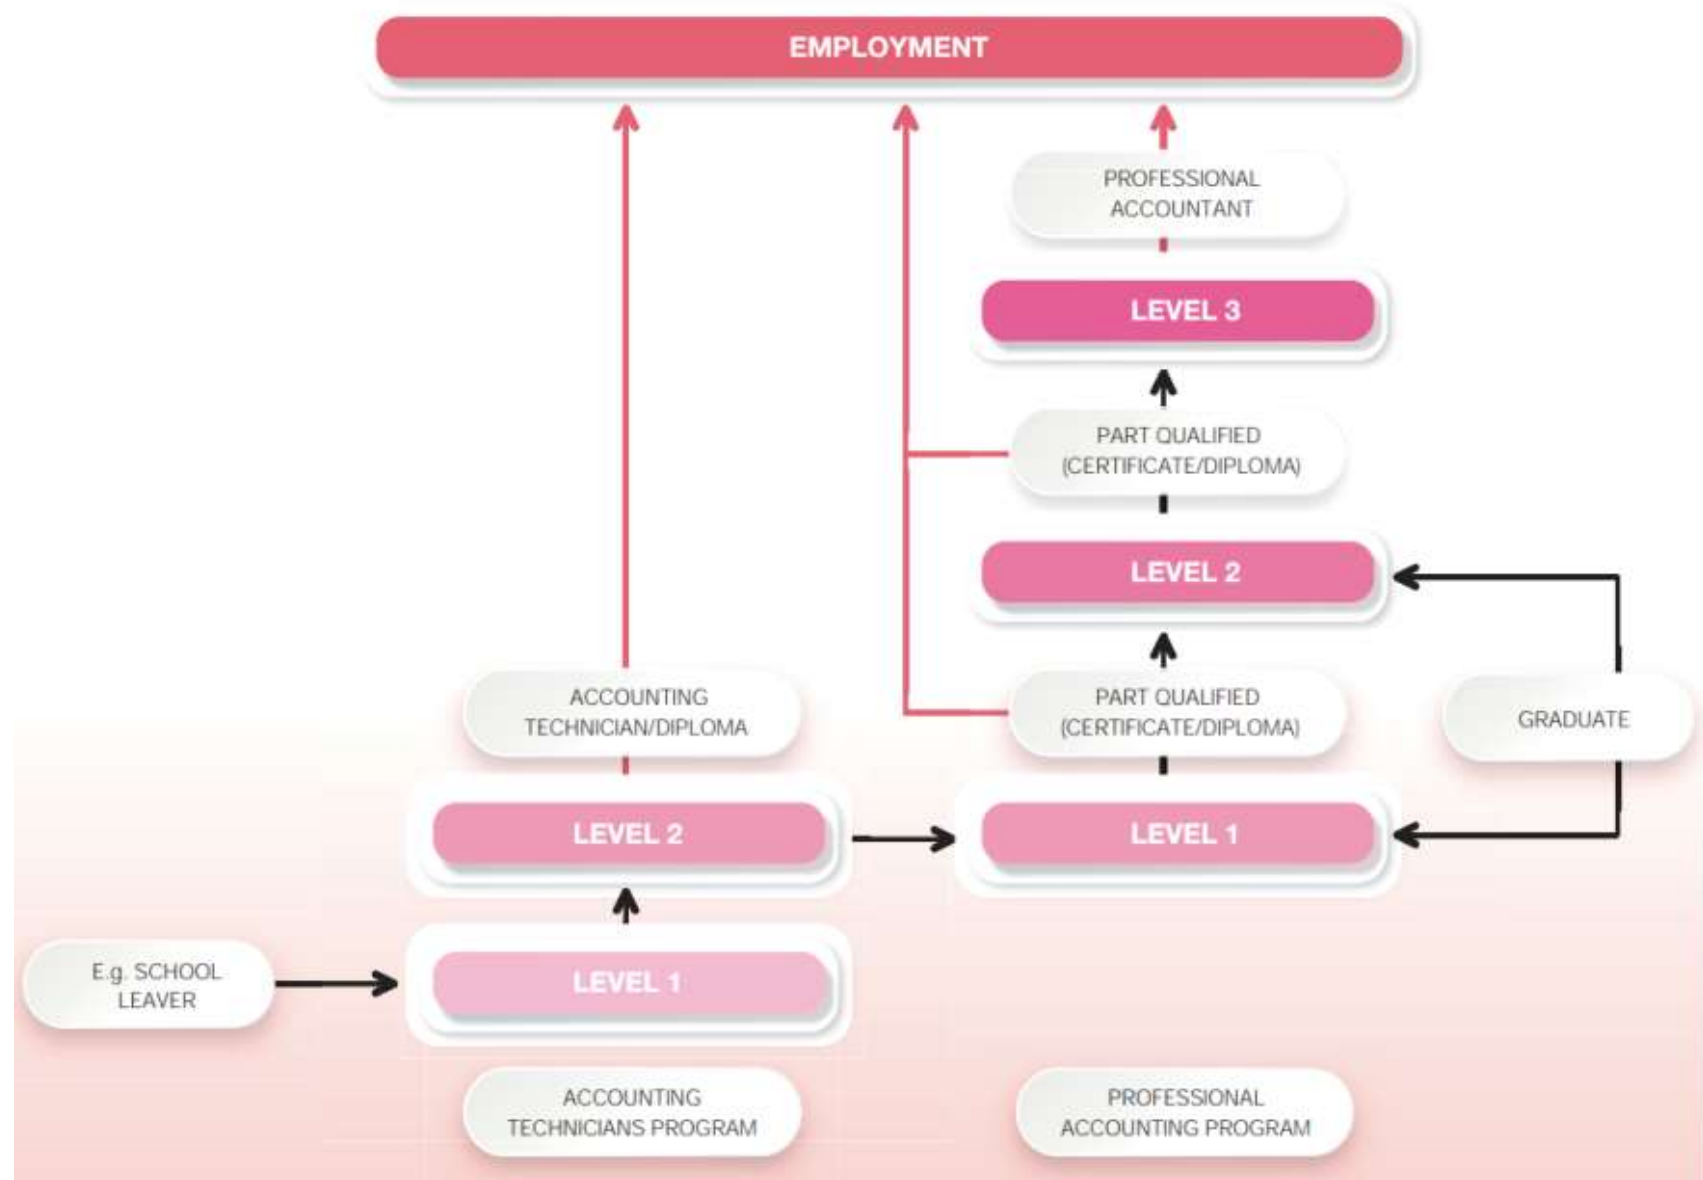 EMPLOYMENT
PROFESSIONAL
ACCOUNTANT
LEVEL 3
PART QUALIFIED
(CERTIFICATE/DIPLOMA)
LEVEL 2
ACCOUNTING
TECHNICIAN/DIPLOMA
PART QUALIFIED
(CERTIFICATE/DIPLOMA)
GRADUATE
LEVEL 2
LEVEL 1
E.g. SCHOOL
LEAVER
LEVEL 1
ACCOUNTING
TECHNICIANS PROGRAM
PROFESSIONAL
ACCOUNTING PROGRAM